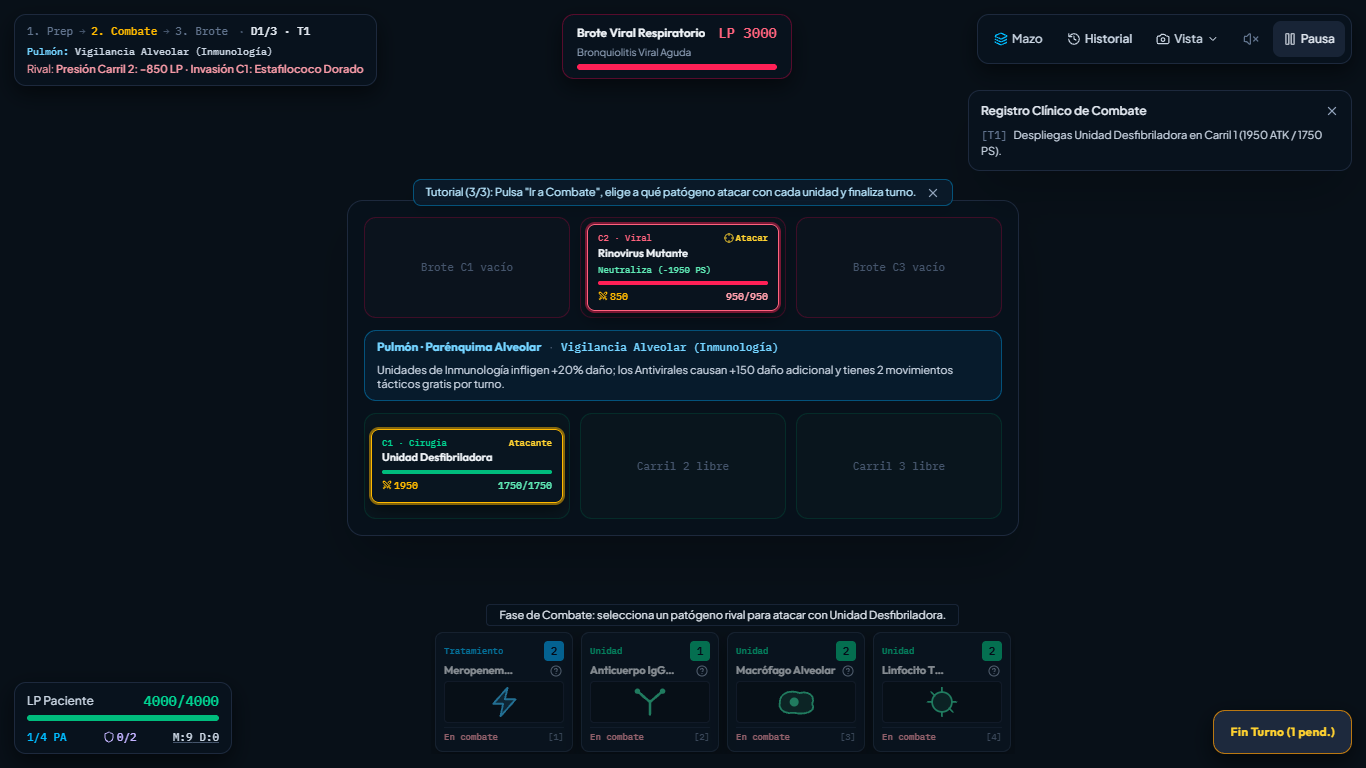 1. Prep → 2. Combate → 3. Brote · D1/3 · T1
Pulmón: Vigilancia Alveolar (Inmunología)
Rival: Presión Carril 2: -850 LP · Invasión C1: Estafilococo Dorado
Brote Viral Respiratorio LP 3000
Bronquiolitis Viral Aguda
Mazo Historial Vista Pausa
Registro Clínico de Combate
[T1] Despliegas Unidad Desfibriladora en Carril 1 (1950 ATK / 1750
PS).
Tutorial (3/3): Pulsa "Ir a Combate", elige a qué patógeno atacar con cada unidad y finaliza turno.
Brote C1 vacío
C2 · Viral Atacar
Rinovirus Mutante
Neutraliza (-1950 PS)
850 950/950
Brote C3 vacío
Pulmón · Parénquima Alveolar · Vigilancia Alveolar (Inmunología)
Unidades de Inmunología infligen +20% daño; los Antivirales causan +150 daño adicional y tienes 2 movimientos
tácticos gratis por turno.
C1 · Cirugía Atacante
Unidad Desfibriladora
1950 1750/1750
Carril 2 libre
Carril 3 libre
Fase de Combate: selecciona un patógeno rival para atacar con Unidad Desfibriladora.
Tratamiento 2
Meropenem...
En combate [1]
Unidad 1
Anticuerpo IgG...
En combate [2]
Unidad 2
Macrófago Alveolar
En combate [3]
Unidad 2
Linfocito T...
En combate [4]
LP Paciente 4000/4000
1/4 PA 0/2 M:9 D:0
Fin Turno (1 pend.)